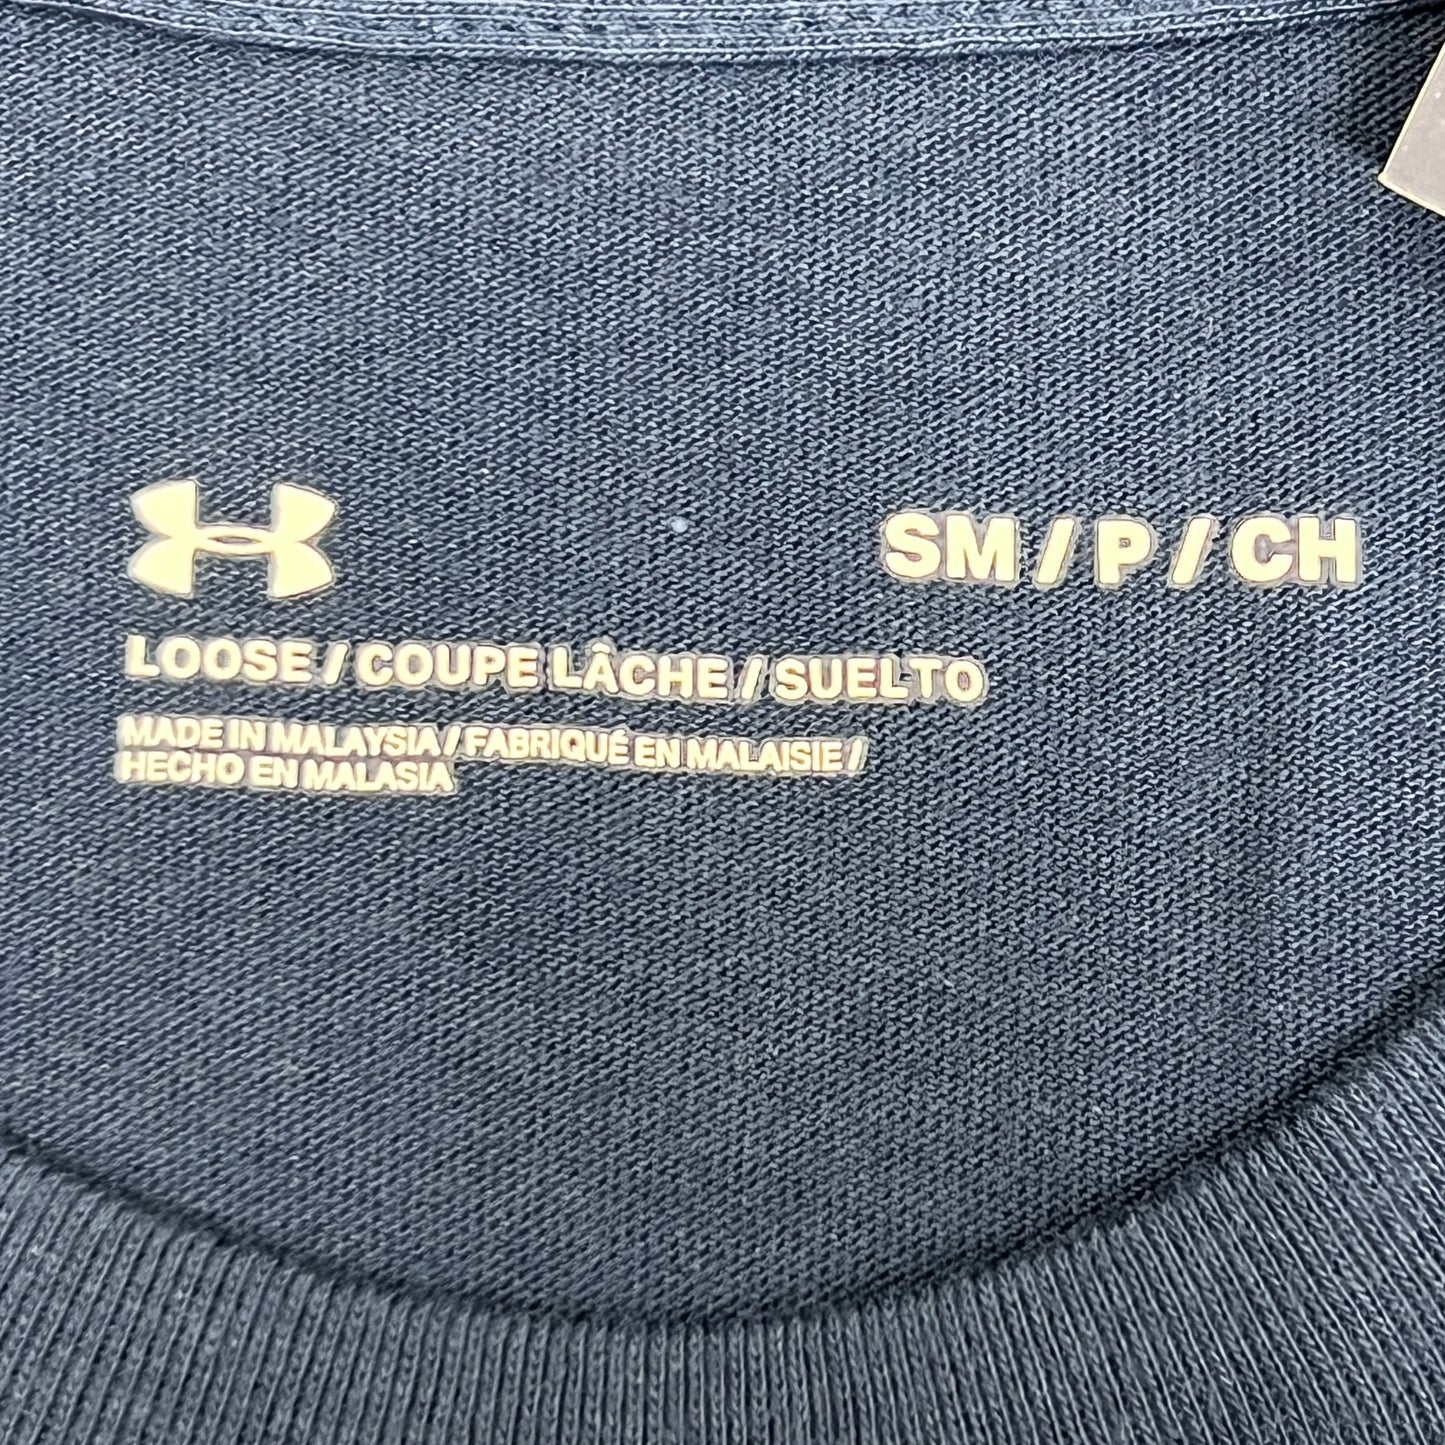 SM / P / CH
LOOSE / COUPE LÂCHE / SUELTO
MADE IN MALAYSIA / FABRIQUÉ EN MALAISIE /
HECHO EN MALASIA